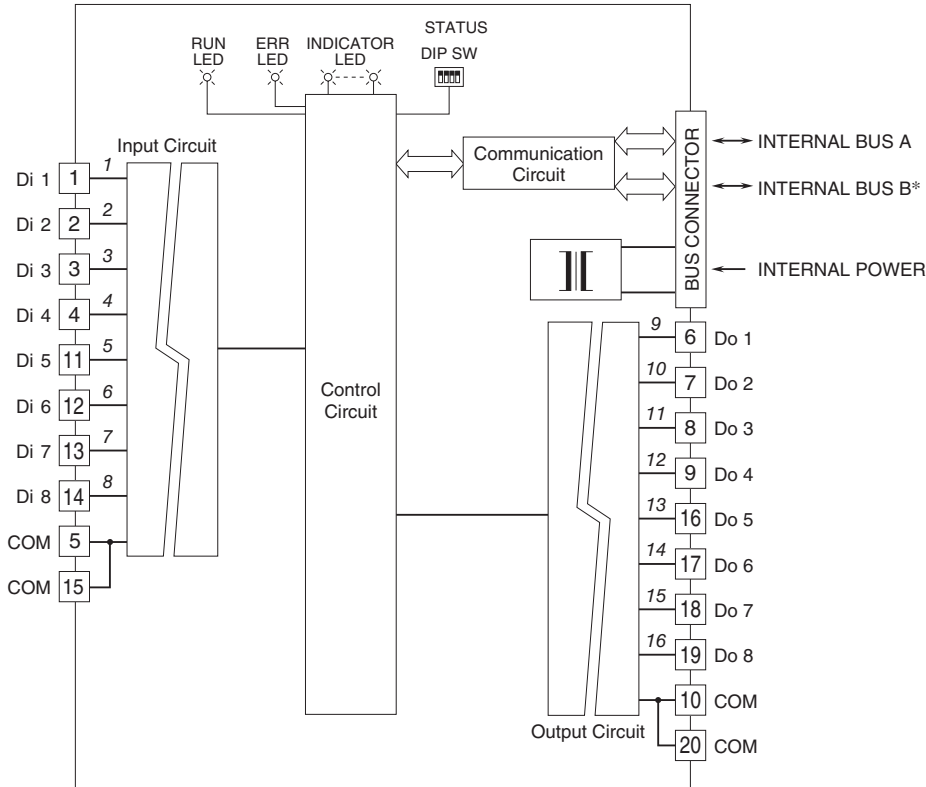 STATUS
RUN LED
ERR LED
INDICATOR LED
DIP SW
Input Circuit
Di 1 1 1
Di 2 2 2
Di 3 3 3
Di 4 4 4
Di 5 11 5
Di 6 12 6
Di 7 13 7
Di 8 14 8
COM 5
COM 15
Control
Circuit
Communication
Circuit
BUS CONNECTOR
INTERNAL BUS A
INTERNAL BUS B*
INTERNAL POWER
9 6 Do 1
10 7 Do 2
11 8 Do 3
12 9 Do 4
13 16 Do 5
14 17 Do 6
15 18 Do 7
16 19 Do 8
10 COM
20 COM
Output Circuit